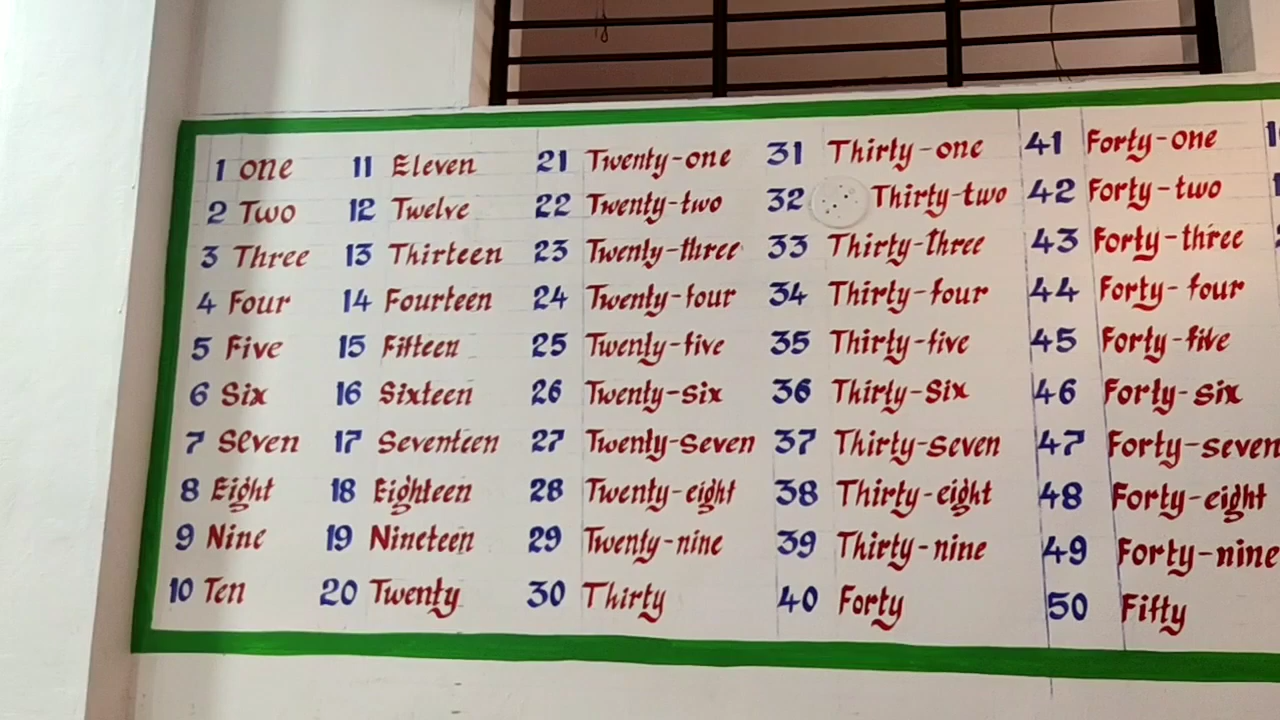 1 one 11 Eleven 21 Twenty-one 31 Thirty-one 41 Forty-one
2 Two 12 Twelve 22 Twenty-two 32 Thirty-two 42 Forty-two
3 Three 13 Thirteen 23 Twenty-three 33 Thirty-three 43 Forty-three
4 Four 14 Fourteen 24 Twenty-four 34 Thirty-four 44 Forty-four
5 Five 15 Fifteen 25 Twenty-five 35 Thirty-five 45 Forty-five
6 Six 16 Sixteen 26 Twenty-six 36 Thirty-Six 46 Forty-six
7 Seven 17 Seventeen 27 Twenty-seven 37 Thirty-seven 47 Forty-seven
8 Eight 18 Eighteen 28 Twenty-eight 38 Thirty-eight 48 Forty-eight
9 Nine 19 Nineteen 29 Twenty-nine 39 Thirty-nine 49 Forty-nine
10 Ten 20 Twenty 30 Thirty 40 Forty 50 Fifty